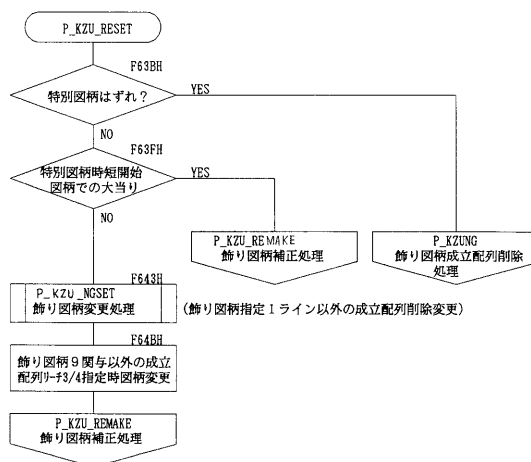 P_KZU_RESET
F63BH
特別図柄はずれ？
YES
NO
F63FH
特別図柄時短開始
図柄での大当り
YES
NO
P_KZU_REMAKE
飾り図柄補正処理
P_KZUNG
飾り図柄成立配列削除
処理
F643H
P_KZU_NGSET
飾り図柄変更処理
(飾り図柄指定１ライン以外の成立配列削除変更)
F64BH
飾り図柄９関与以外の成立
配列ﾘｰﾁ3/4指定時図柄変更
P_KZU_REMAKE
飾り図柄補正処理